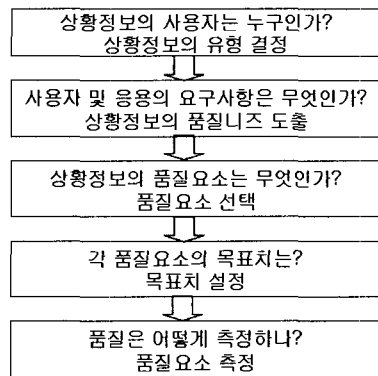 상황정보의 사용자는 누구인가?
상황정보의 유형 결정
사용자 및 응용의 요구사항은 무엇인가?
상황정보의 품질니즈 도출
상황정보의 품질요소는 무엇인가?
품질요소 선택
각 품질요소의 목표치는?
목표치 설정
품질은 어떻게 측정하나?
품질요소 측정